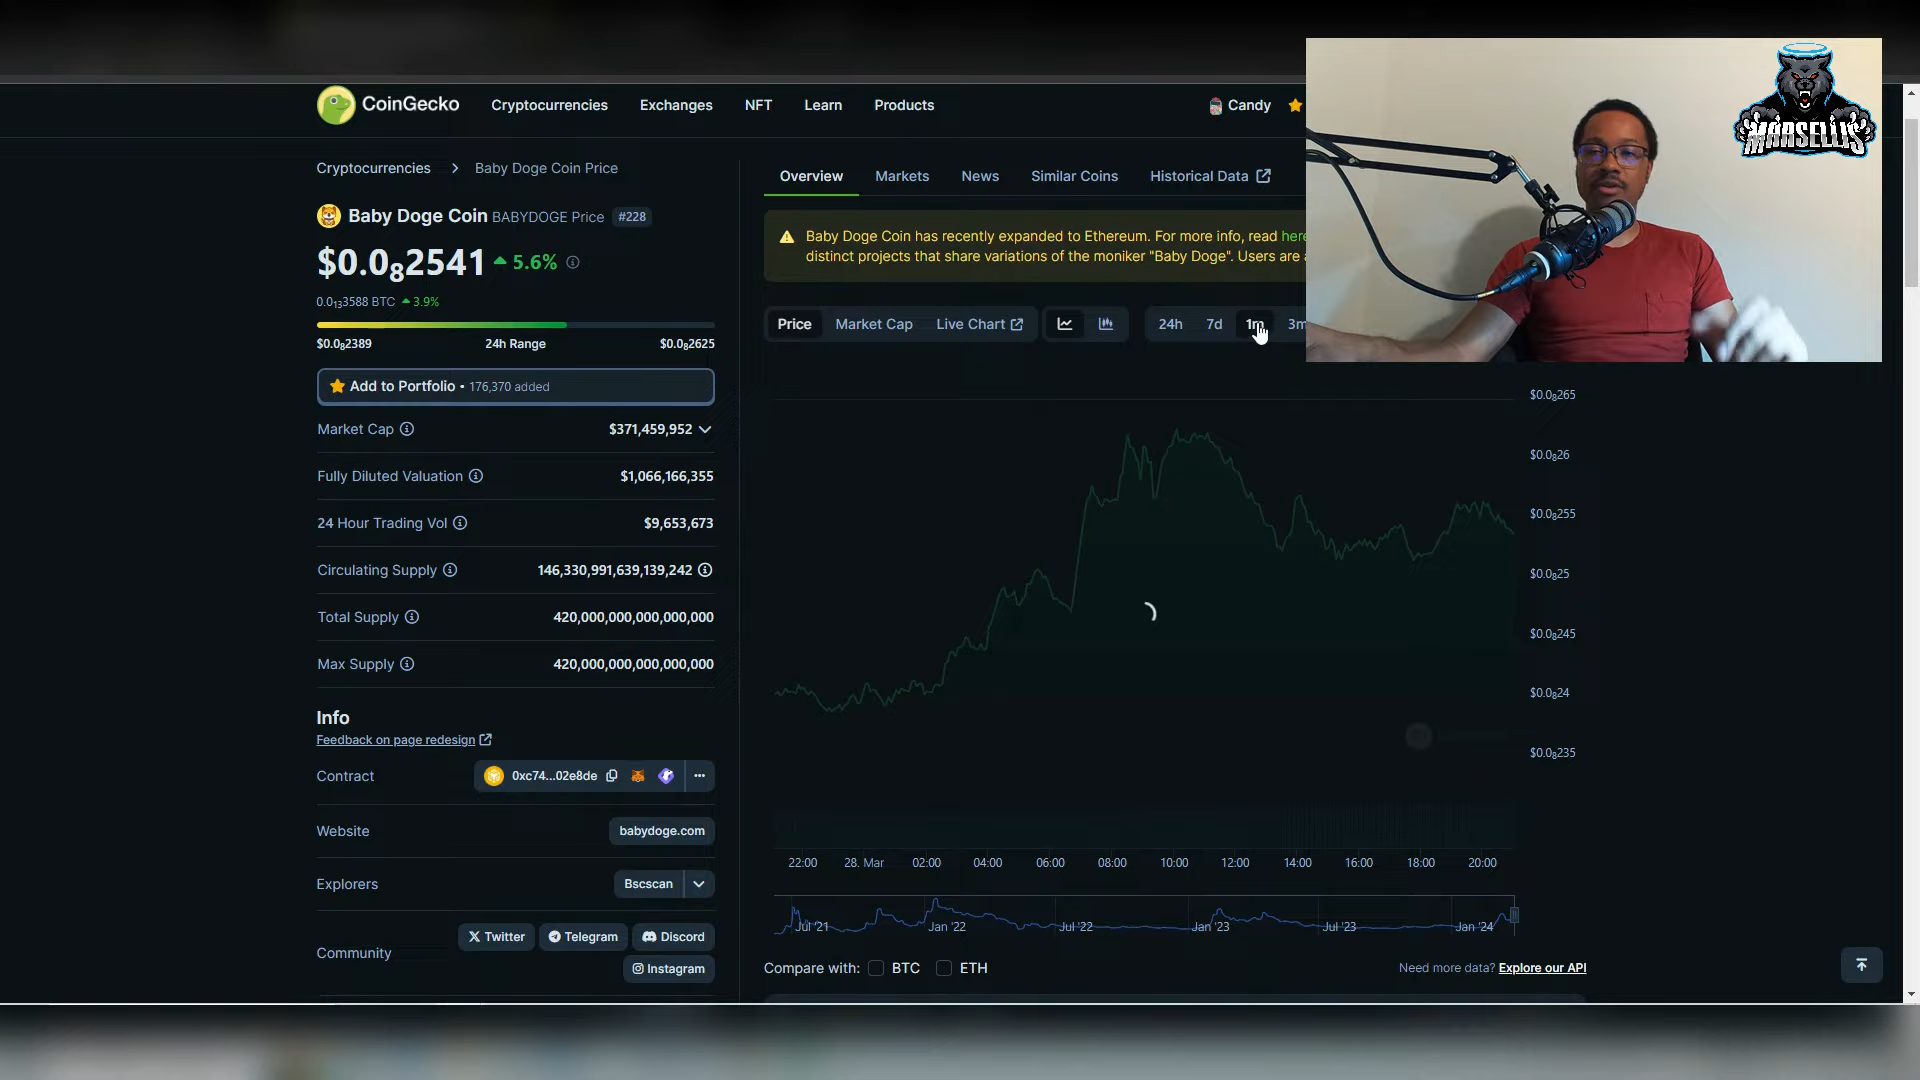 CoinGecko
Cryptocurrencies
Exchanges
NFT
Learn
Products
Candy
MARSELLIS
Cryptocurrencies > Baby Doge Coin Price
Baby Doge Coin BABYDOGE Price #228
$0.0₈2541 5.6%
0.0₁₃3588 BTC 3.9%
$0.0₈2389 24h Range $0.0₈2625
Add to Portfolio • 176,370 added
Market Cap $371,459,952
Fully Diluted Valuation $1,066,166,355
24 Hour Trading Vol $9,653,673
Circulating Supply 146,330,991,639,139,242
Total Supply 420,000,000,000,000,000
Max Supply 420,000,000,000,000,000
Info
Feedback on page redesign
Contract 0xc74...02e8de
Website babydoge.com
Explorers Bscscan
Community
Twitter Telegram Discord
Instagram
Overview Markets News Similar Coins Historical Data
Baby Doge Coin has recently expanded to Ethereum. For more info, read here
distinct projects that share variations of the moniker "Baby Doge". Users are
Price Market Cap Live Chart 24h 7d 1m 3m
$0.0₈265
$0.0₈26
$0.0₈255
$0.0₈25
$0.0₈245
$0.0₈24
$0.0₈235
22:00 28. Mar 02:00 04:00 06:00 08:00 10:00 12:00 14:00 16:00 18:00 20:00
Jul '21 Jan '22 Jul '22 Jan '23 Jul '23 Jan '24
Compare with: BTC ETH
Need more data? Explore our API